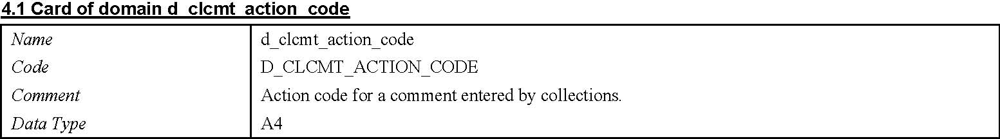 4.1 Card of domain d_clcmt_action_code
Name d_clcmt_action_code
Code D_CLCMT_ACTION_CODE
Comment Action code for a comment entered by collections.
Data Type A4